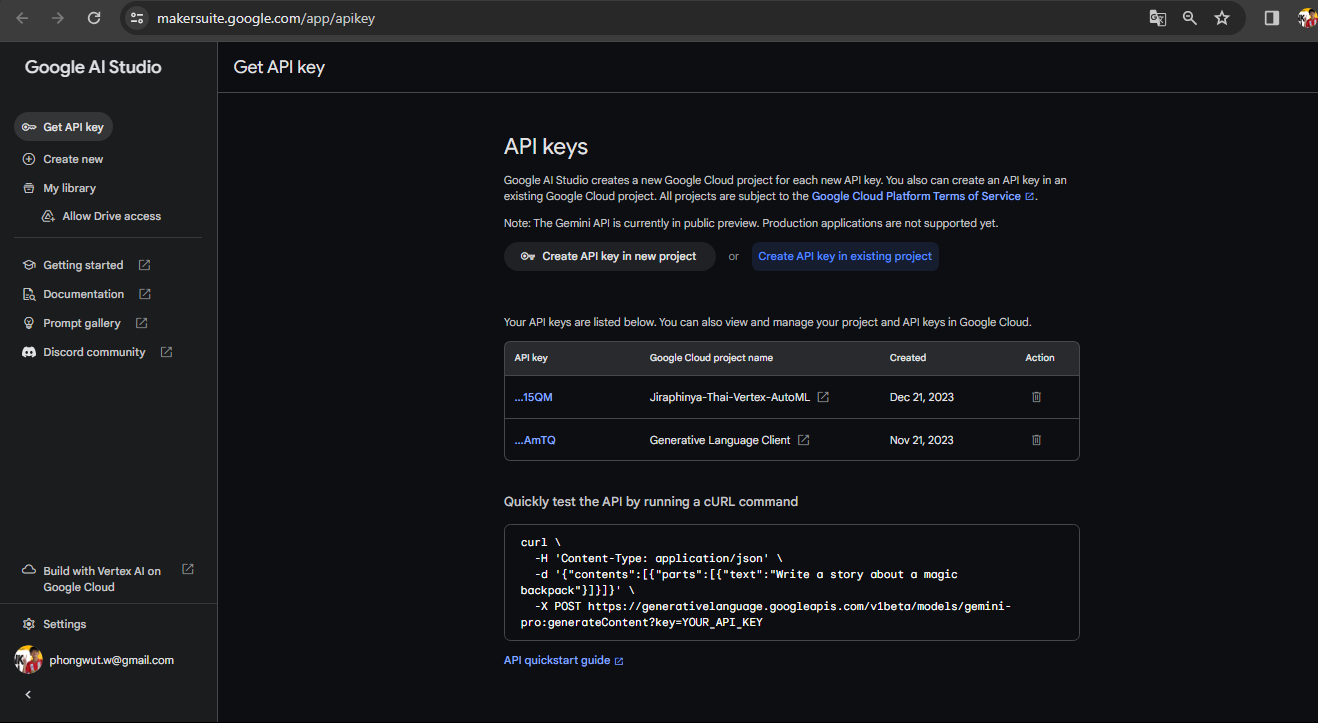 makersuite.google.com/app/apikey
Google AI Studio
Get API key
Get API key
Create new
My library
Allow Drive access
Getting started
Documentation
Prompt gallery
Discord community
Build with Vertex AI on
Google Cloud
Settings
phongwut.w@gmail.com
API keys
Google AI Studio creates a new Google Cloud project for each new API key. You also can create an API key in an
existing Google Cloud project. All projects are subject to the Google Cloud Platform Terms of Service.
Note: The Gemini API is currently in public preview. Production applications are not supported yet.
Create API key in new project or Create API key in existing project
Your API keys are listed below. You can also view and manage your project and API keys in Google Cloud.
API key Google Cloud project name Created Action
...15QM Jiraphinya-Thai-Vertex-AutoML Dec 21, 2023
...AmTQ Generative Language Client Nov 21, 2023
Quickly test the API by running a cURL command
curl \
-H 'Content-Type: application/json' \
-d '{"contents":[{"parts":[{"text":"Write a story about a magic
backpack"}]}]}' \
-X POST https://generativelanguage.googleapis.com/v1beta/models/gemini-
pro:generateContent?key=YOUR_API_KEY
API quickstart guide